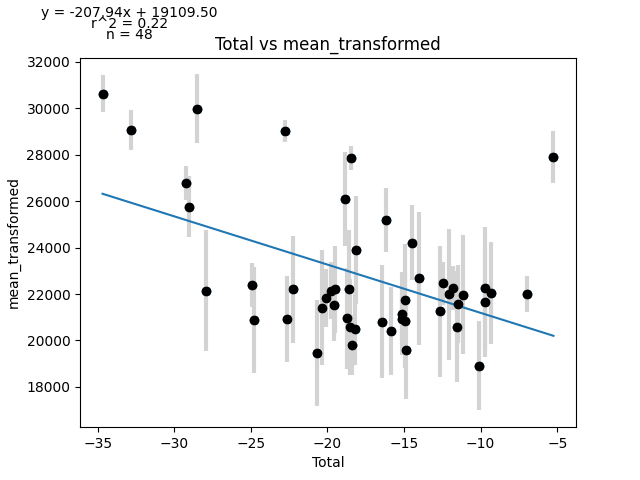 y = -207.94x + 19109.50
r^2 = 0.22
n = 48
Total vs mean_transformed
32000
30000
28000
26000
24000
22000
20000
18000
mean_transformed
−35
−30
−25
−20
−15
−10
−5
Total